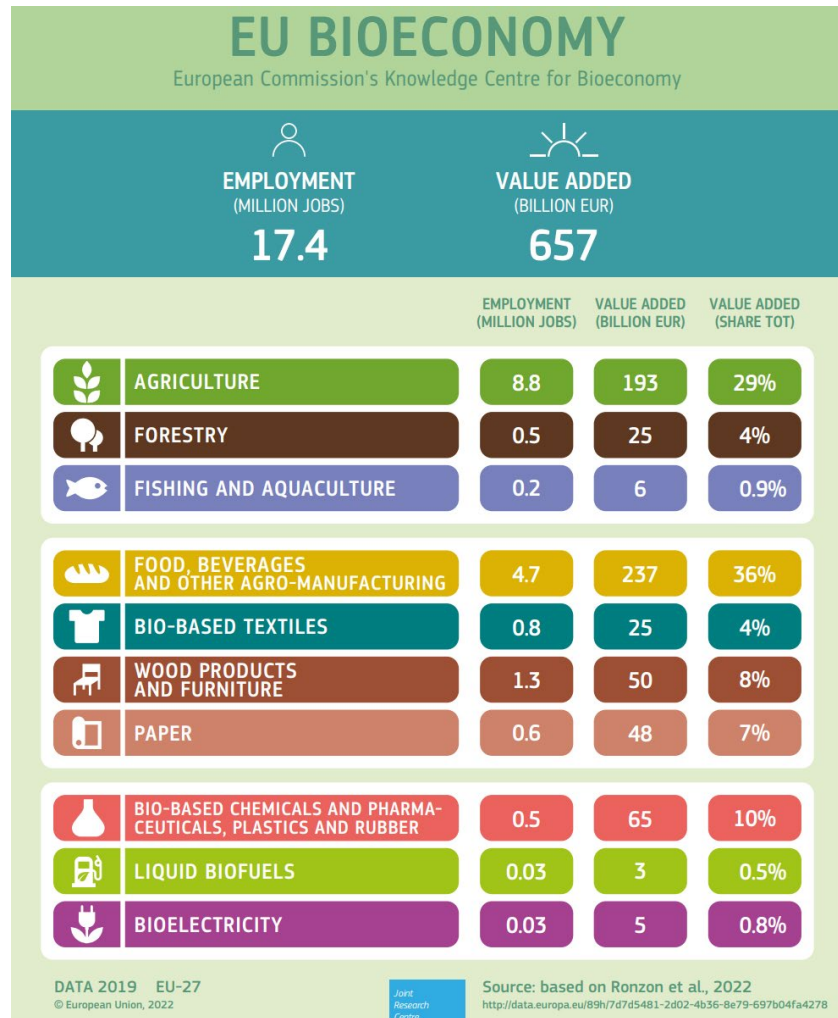 EU BIOECONOMY
European Commission's Knowledge Centre for Bioeconomy
EMPLOYMENT
(MILLION JOBS)
17.4
VALUE ADDED
(BILLION EUR)
657
EMPLOYMENT
(MILLION JOBS)
VALUE ADDED
(BILLION EUR)
VALUE ADDED
(SHARE TOT)
AGRICULTURE 8.8 193 29%
FORESTRY 0.5 25 4%
FISHING AND AQUACULTURE 0.2 6 0.9%
FOOD, BEVERAGES
AND OTHER AGRO-MANUFACTURING 4.7 237 36%
BIO-BASED TEXTILES 0.8 25 4%
WOOD PRODUCTS
AND FURNITURE 1.3 50 8%
PAPER 0.6 48 7%
BIO-BASED CHEMICALS AND PHARMA-
CEUTICALS, PLASTICS AND RUBBER 0.5 65 10%
LIQUID BIOFUELS 0.03 3 0.5%
BIOELECTRICITY 0.03 5 0.8%
DATA 2019 EU-27
© European Union, 2022
Joint
Research
Centre
Source: based on Ronzon et al., 2022
http://data.europa.eu/89h/7d7d5481-2d02-4b36-8e79-697b04fa4278